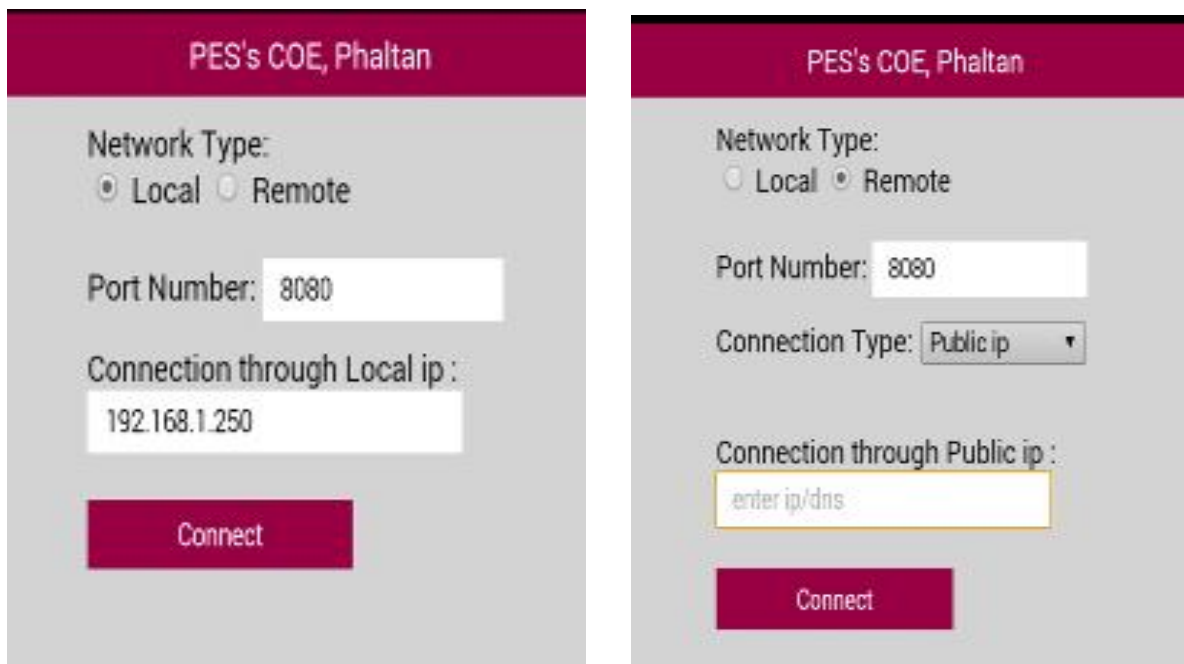 PES's COE, Phaltan
Network Type:
Local Remote
Port Number: 8080
Connection through Local ip :
192.168.1.250
Connect
PES's COE, Phaltan
Network Type:
Local Remote
Port Number: 8080
Connection Type: Public ip
Connection through Public ip :
enter ip/dns
Connect